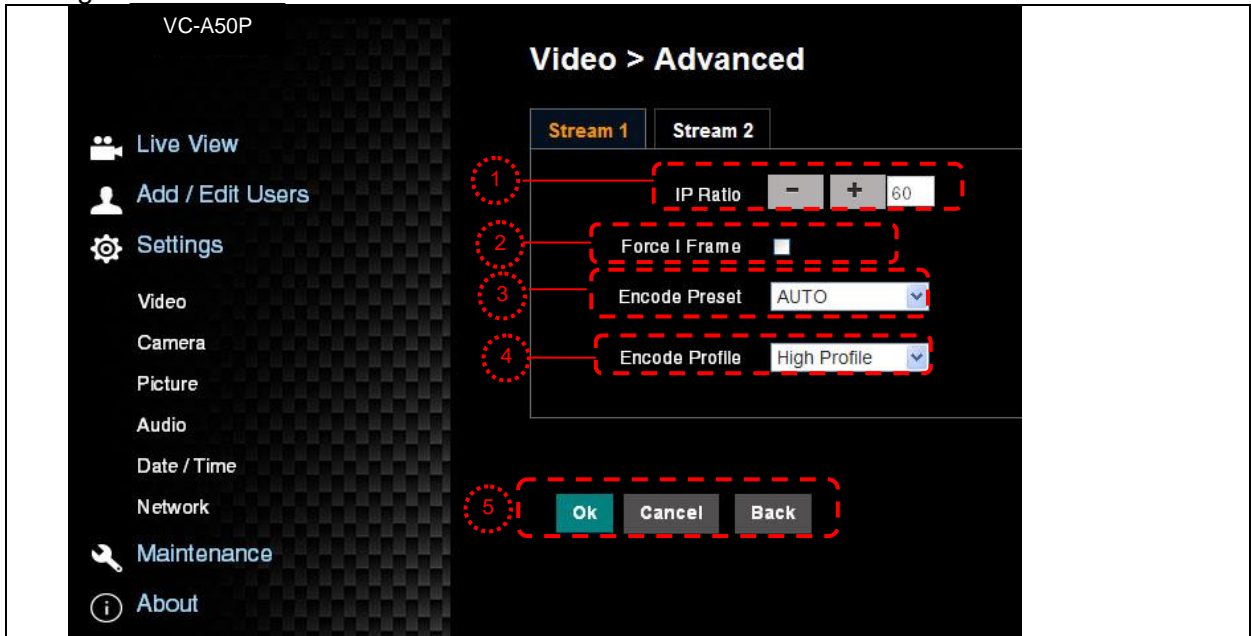 VC-A50P
Live View
Add / Edit Users
Settings
Video
Camera
Picture
Audio
Date / Time
Network
Maintenance
About
Video > Advanced
Stream 1 Stream 2
1 IP Ratio - + 60
2 Force I Frame
3 Encode Preset AUTO
4 Encode Profile High Profile
5 Ok Cancel Back